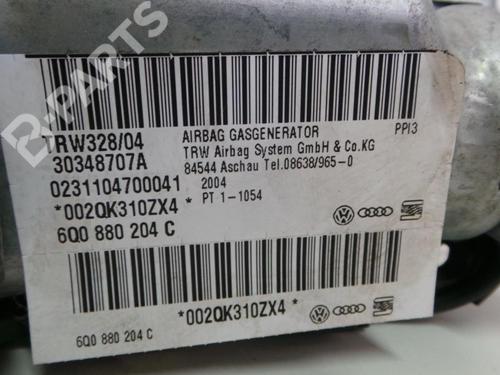 TRW328/04
30348707A
0231104700041
*002QK310ZX4*
6Q0 880 204 C
AIRBAG GASGENERATOR
TRW Airbag System GmbH & Co.KG
84544 Aschau Tel.08638/965-0
2004
PT 1-1054
PPI3
*002QK310ZX4*
6Q0 880 204 C
B-PARTS